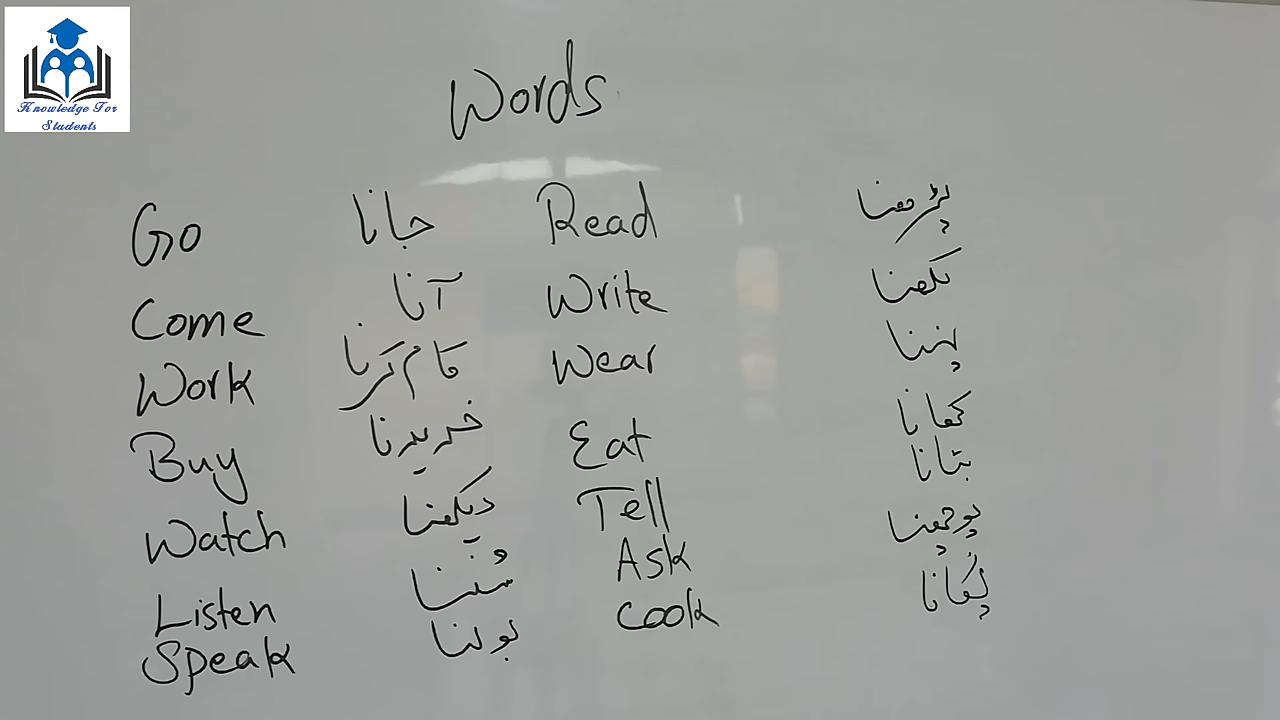 Knowledge For
Students
Words
Go جانا Read پڑھنا
Come آنا Write لکھنا
Work کام کرنا Wear پہننا
Buy خریدنا Eat کھانا
Watch دیکھنا Tell بتانا
Listen سُننا Ask پوچھنا
Speak بولنا Cook پکانا